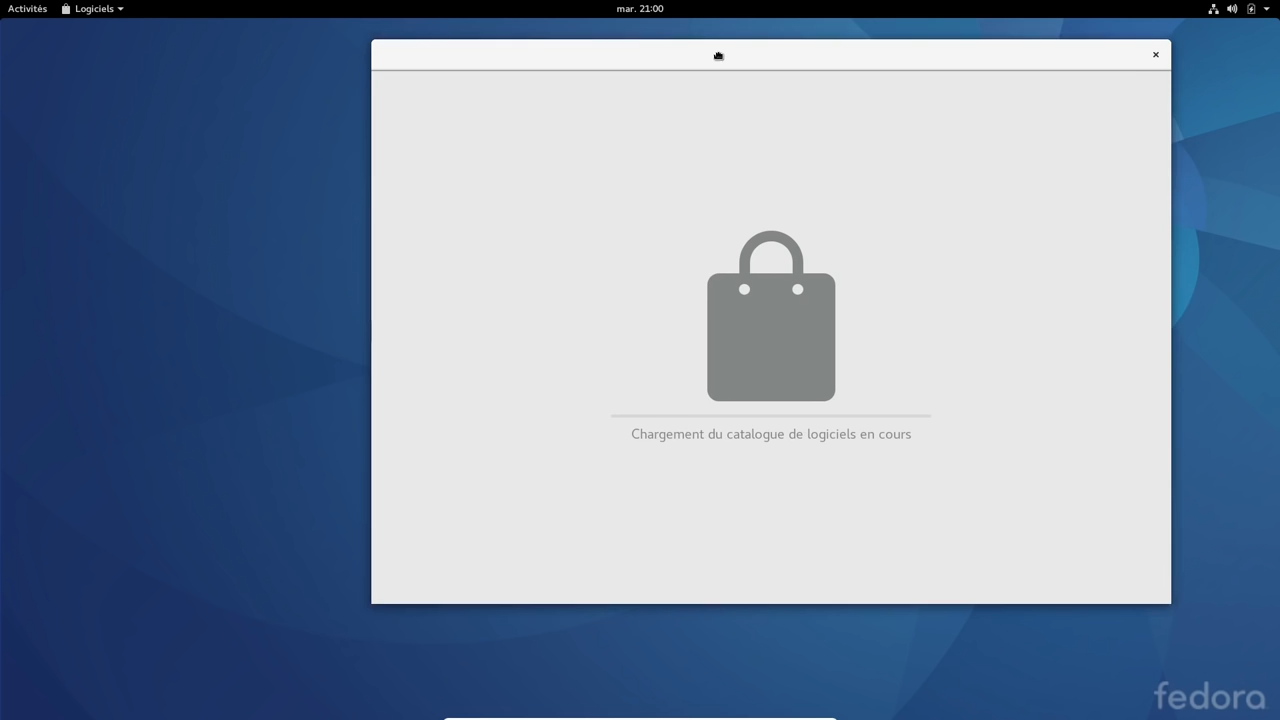 Activités
Logiciels
mar. 21:00
Chargement du catalogue de logiciels en cours
fedora